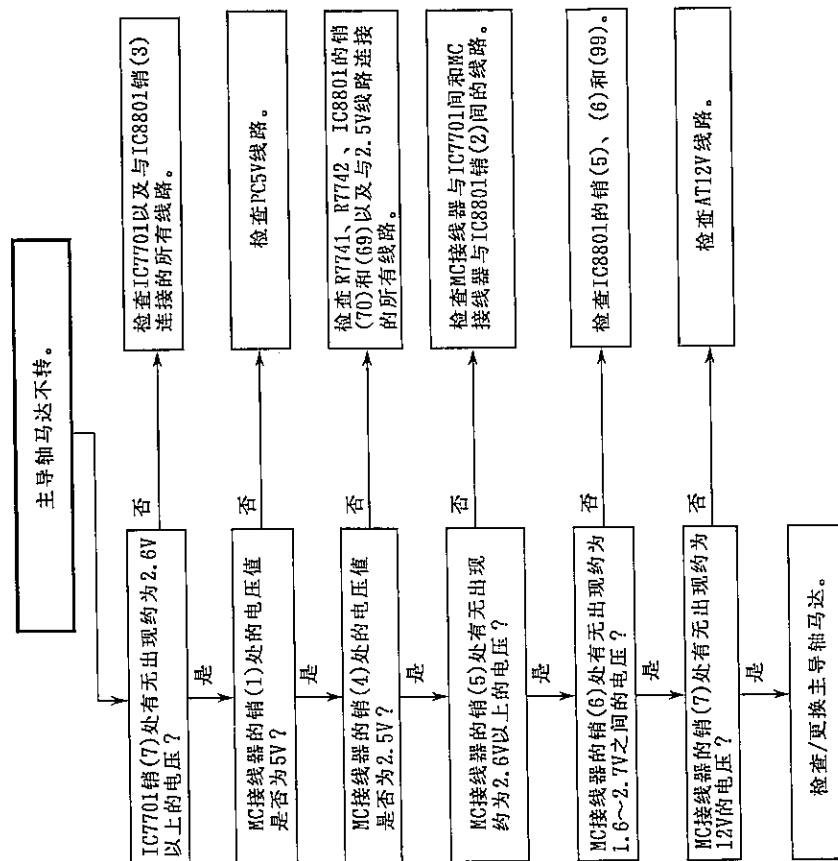 主导轴马达不转。
IC7701销(7)处有无出现约为2.6V
以上的电压？
否
检查IC7701以及与IC8801销(3)
连接的所有线路。
是
MC接线器的销(1)处的电压值
是否为5V？
否
检查PC5V线路。
是
MC接线器的销(4)处的电压值
是否为2.5V？
否
检查R7741、R7742、IC8801的销
(70)和(69)以及与2.5V线路连接
的所有线路。
是
MC接线器的销(5)处有无出现
约为2.6V以上的电压？
否
检查MC接线器与IC7701间和MC
接线器与IC8801销(2)间的线路。
是
MC接线器的销(6)处有无出现约为
1.6～2.7V之间的电压？
否
检查IC8801的销(5)、(6)和(99)。
是
MC接线器的销(7)处有无出现约为
12V的电压？
否
检查AT12V线路。
是
检查/更换主导轴马达。